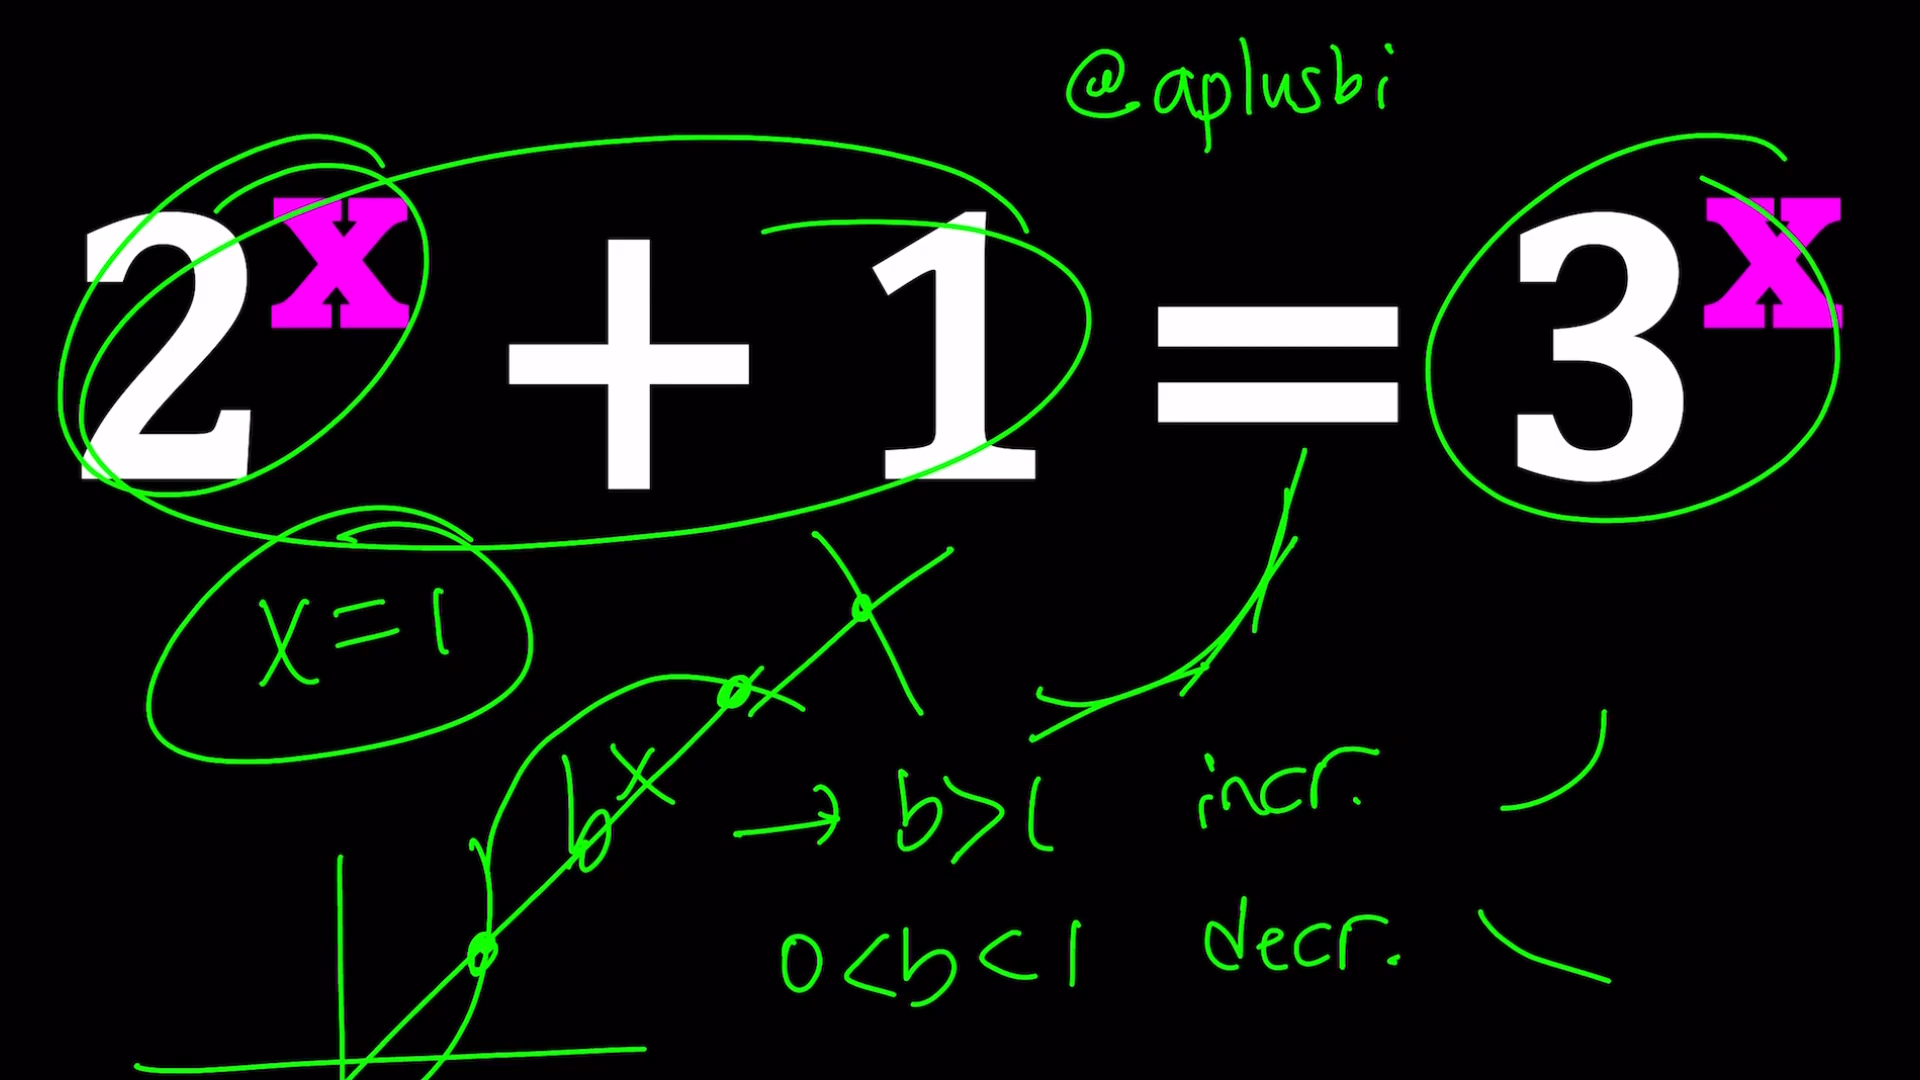 @aplusbi
2^x + 1 = 3^x
x = 1
b^x → b > 1 incr.
0 < b < 1 decr.